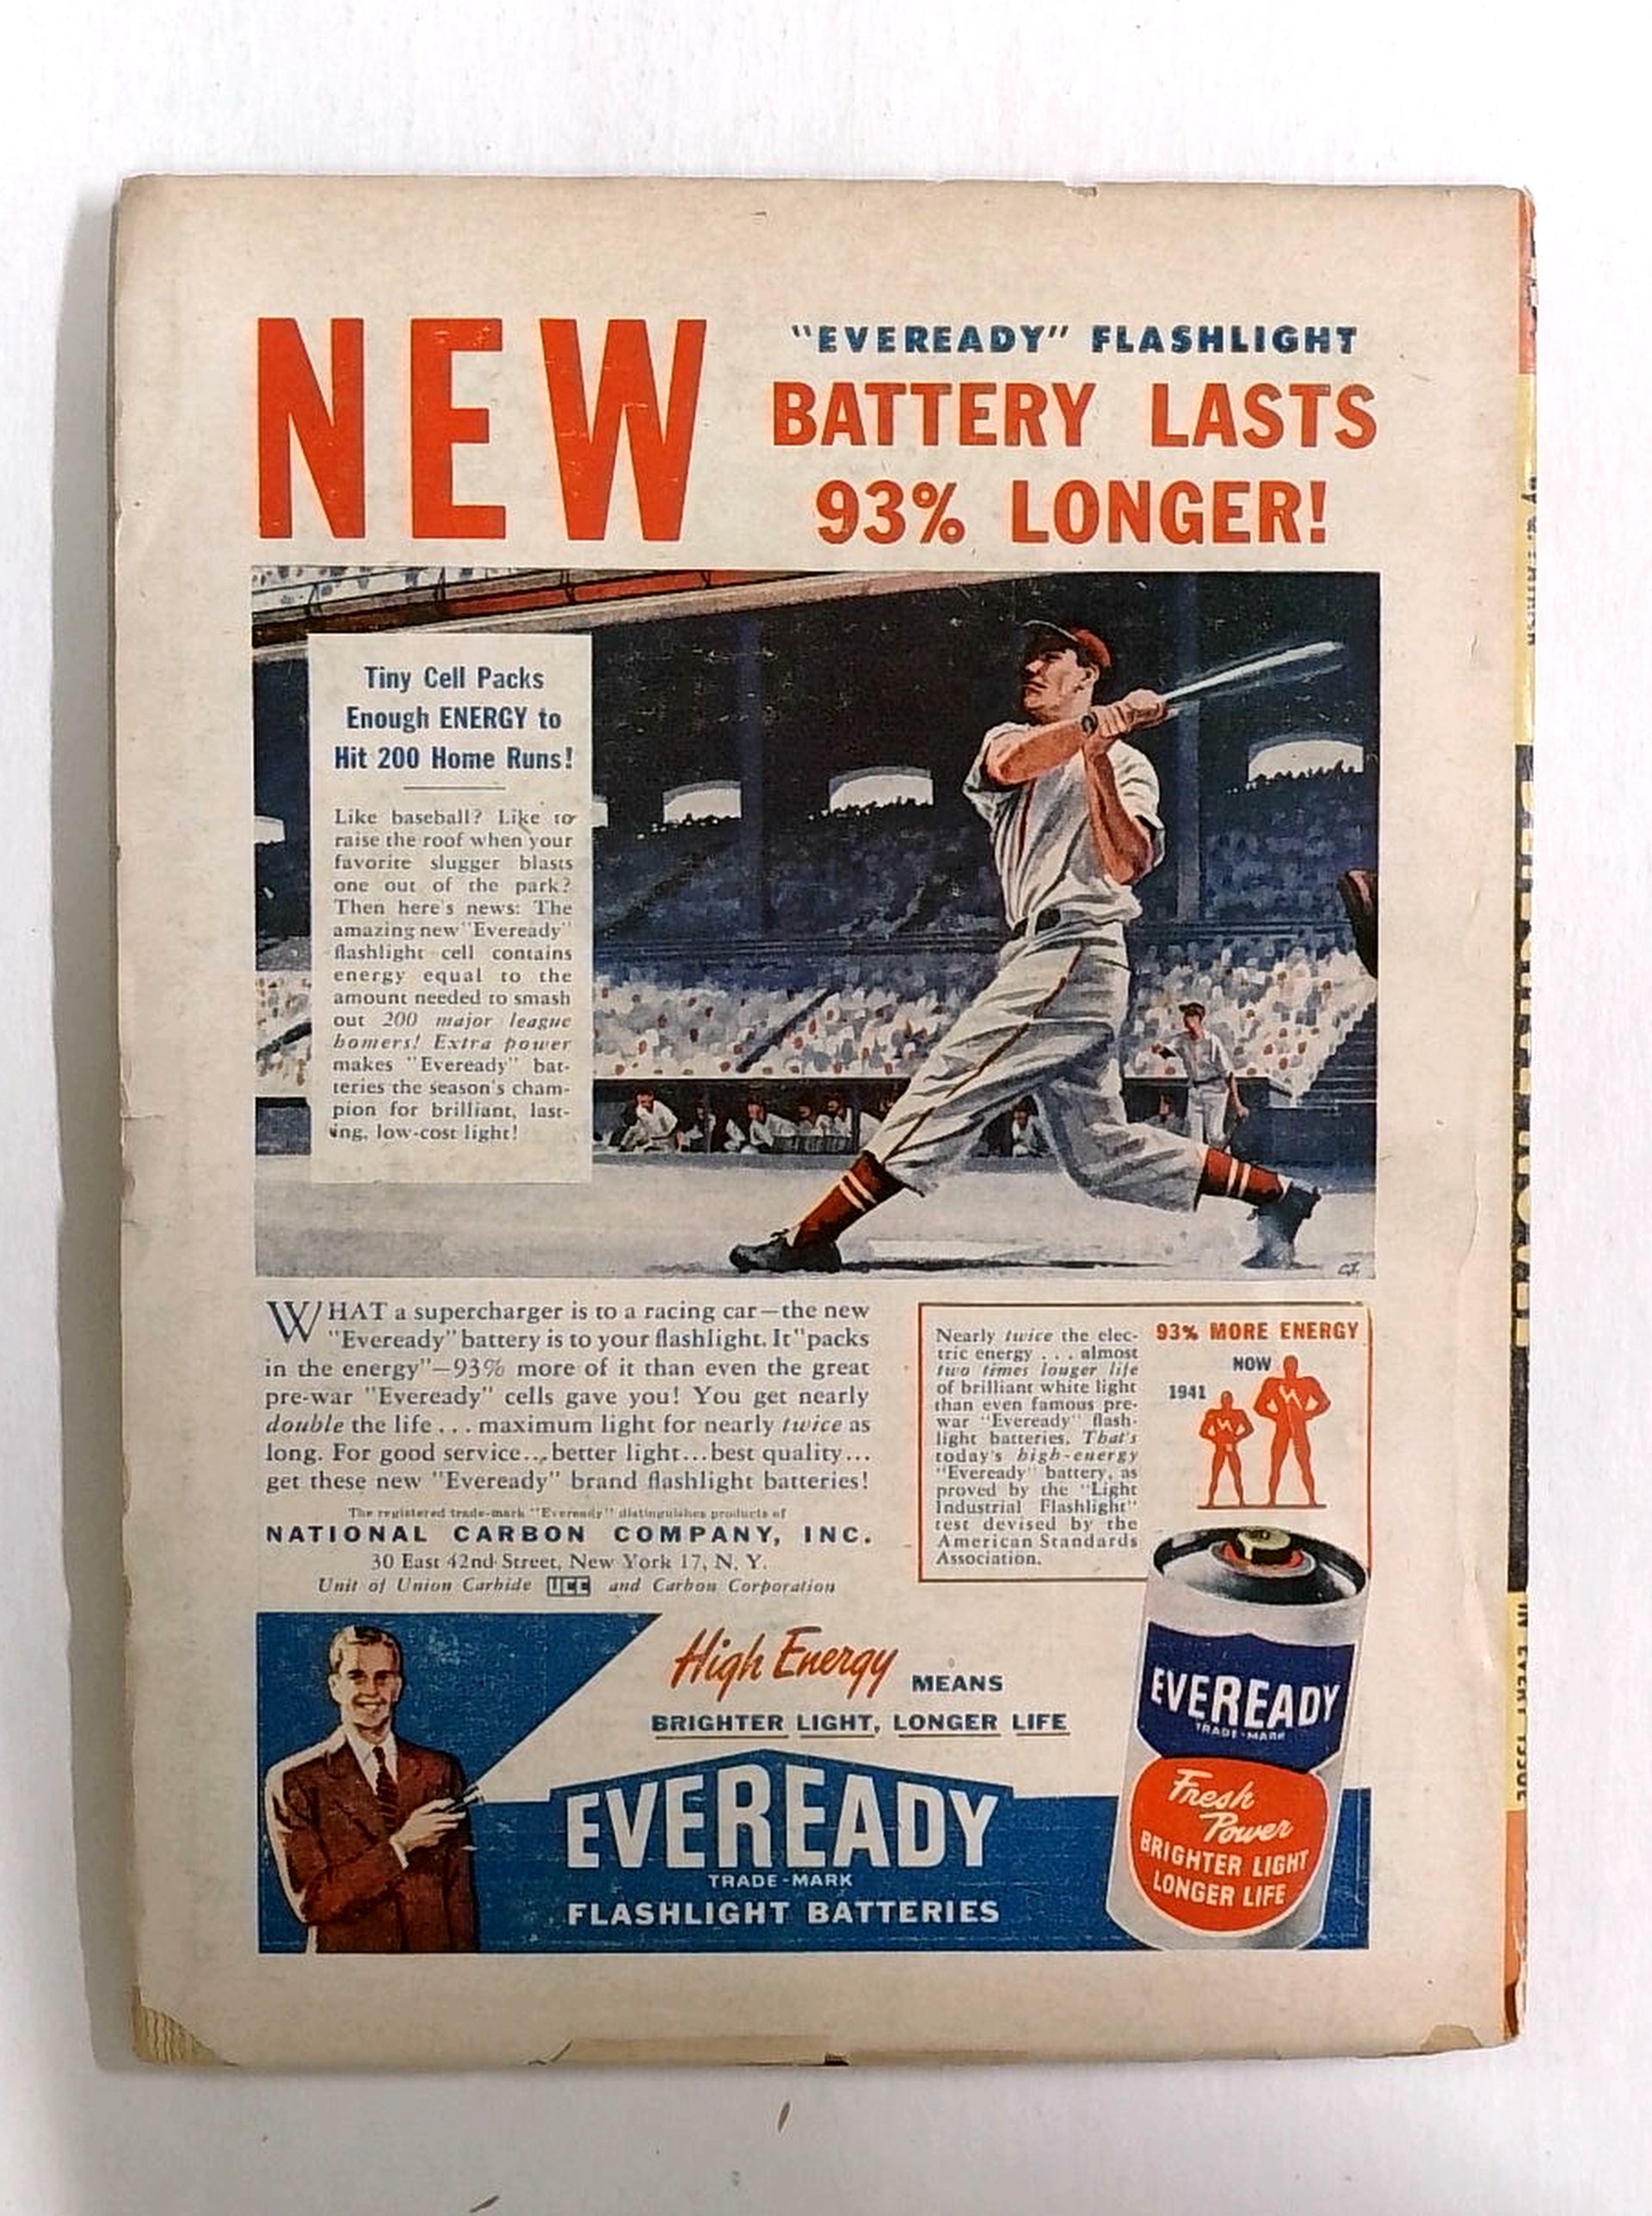 NEW
"EVEREADY" FLASHLIGHT
BATTERY LASTS
93% LONGER!
Tiny Cell Packs
Enough ENERGY to
Hit 200 Home Runs!
Like baseball? Like to
raise the roof when your
favorite slugger blasts
one out of the park?
Then here's news: The
amazing new "Eveready"
flashlight cell contains
energy equal to the
amount needed to smash
out 200 major league
homers! Extra power
makes "Eveready" bat-
teries the season's cham-
pion for brilliant, last-
ing, low-cost light!
C.I.
WHAT a supercharger is to a racing car—the new
"Eveready" battery is to your flashlight. It "packs
in the energy"—93% more of it than even the great
pre-war "Eveready" cells gave you! You get nearly
double the life... maximum light for nearly twice as
long. For good service...better light...best quality...
get these new "Eveready" brand flashlight batteries!
The registered trade-mark "Eveready" distinguishes products of
NATIONAL CARBON COMPANY, INC.
30 East 42nd Street, New York 17, N. Y.
Unit of Union Carbide UCC and Carbon Corporation
Nearly twice the elec-
tric energy... almost
two times longer life
of brilliant white light
than even famous pre-
war "Eveready" flash-
light batteries. That's
today's high-energy
"Eveready" battery, as
proved by the "Light
Industrial Flashlight"
test devised by the
American Standards
Association.
93% MORE ENERGY
NOW
1941
High Energy MEANS
BRIGHTER LIGHT, LONGER LIFE
EVEREADY
TRADE-MARK
FLASHLIGHT BATTERIES
EVEREADY
TRADE-MARK
Fresh
Power
BRIGHTER LIGHT
LONGER LIFE
IN EVERY ISSUE